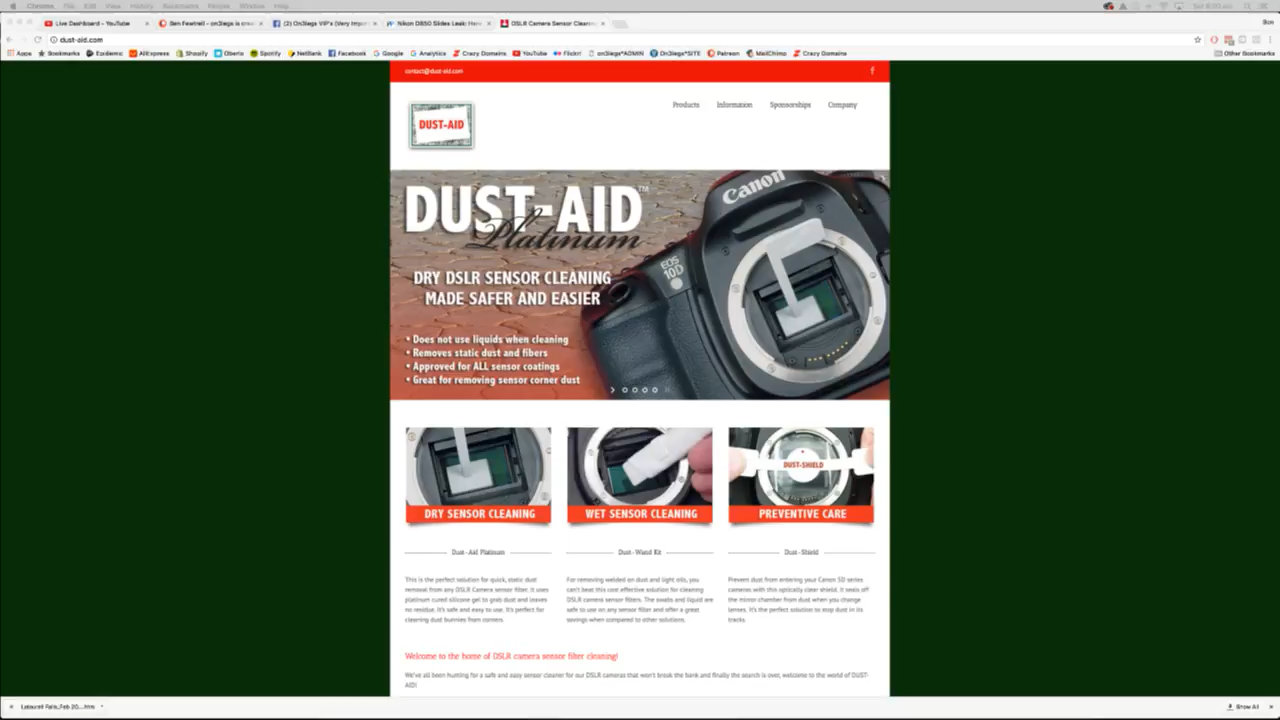 Chrome File Edit View History Bookmarks People Window Help
Live Dashboard - YouTube
Ben Fewtrell - on3legs is cre
(2) On3legs VIP's (Very Impor
Nikon D850 Slides Leak: Here
DSLR Camera Sensor Cleaning
Ben
dust-aid.com
Apps Bookmarks Epidemic AliExpress Shopify Oberlo Spotify NetBank Facebook Google Analytics Crazy Domains YouTube Flickr! on3legs*ADMIN On3legs*SITE Patreon MailChimp Crazy Domains Other Bookmarks
contact@dust-aid.com
DUST-AID
Products Information Sponsorships Company
DUST-AID™
Platinum
DRY DSLR SENSOR CLEANING
MADE SAFER AND EASIER
• Does not use liquids when cleaning
• Removes static dust and fibers
• Approved for ALL sensor coatings
• Great for removing sensor corner dust
Canon
EOS
10D
DUST-SHIELD
DRY SENSOR CLEANING
WET SENSOR CLEANING
PREVENTIVE CARE
Dust-Aid Platinum
Dust-Wand Kit
Dust-Shield
This is the perfect solution for quick, static dust
removal from any DSLR Camera sensor filter. It uses
platinum cured silicone gel to grab dust and leaves
no residue. It's safe and easy to use. It's perfect for
cleaning dust bunnies from corners.
For removing welded on dust and light oils, you
can't beat this cost effective solution for cleaning
DSLR camera sensor filters. The swabs and liquid are
safe to use on any sensor filter and offer a great
savings when compared to other solutions.
Prevent dust from entering your Canon 5D series
cameras with this optically clear shield. It seals off
the mirror chamber from dust when you change
lenses. It's the perfect solution to stop dust in its
tracks.
Welcome to the home of DSLR camera sensor filter cleaning!
We've all been hunting for a safe and easy sensor cleaner for our DSLR cameras that won't break the bank and finally the search is over, welcome to the world of DUST-
AID!
Show All